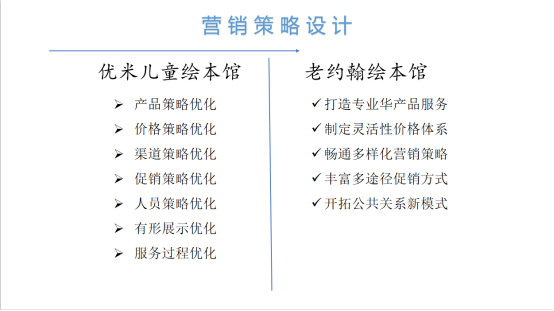 营销策略设计
优米儿童绘本馆
产品策略优化
价格策略优化
渠道策略优化
促销策略优化
人员策略优化
有形展示优化
服务过程优化
老约翰绘本馆
打造专业华产品服务
制定灵活性价格体系
畅通多样化营销策略
丰富多途径促销方式
开拓公共关系新模式